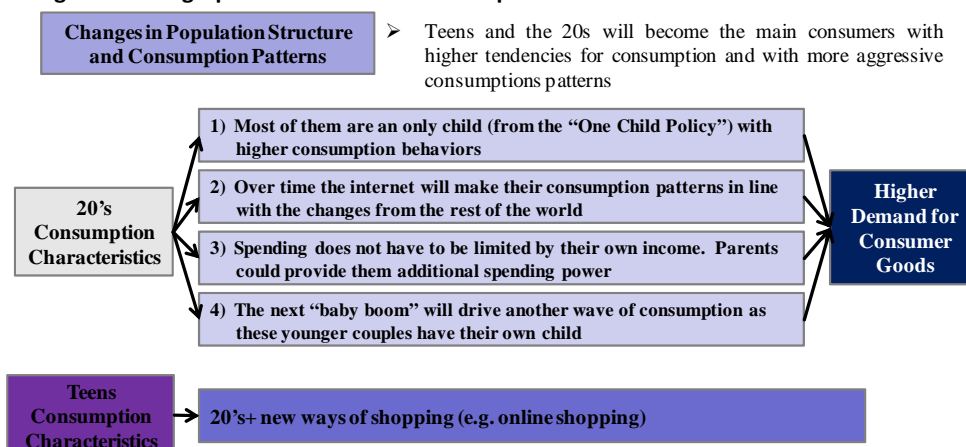 Changes in Population Structure
and Consumption Patterns
➢ Teens and the 20s will become the main consumers with
higher tendencies for consumption and with more aggressive
consumptions patterns
1) Most of them are an only child (from the “One Child Policy”) with
higher consumption behaviors
2) Over time the internet will make their consumption patterns in line
with the changes from the rest of the world
20’s
Consumption
Characteristics
3) Spending does not have to be limited by their own income. Parents
could provide them additional spending power
4) The next “baby boom” will drive another wave of consumption as
these younger couples have their own child
Higher
Demand for
Consumer
Goods
Teens
Consumption
Characteristics
20’s+ new ways of shopping (e.g. online shopping)